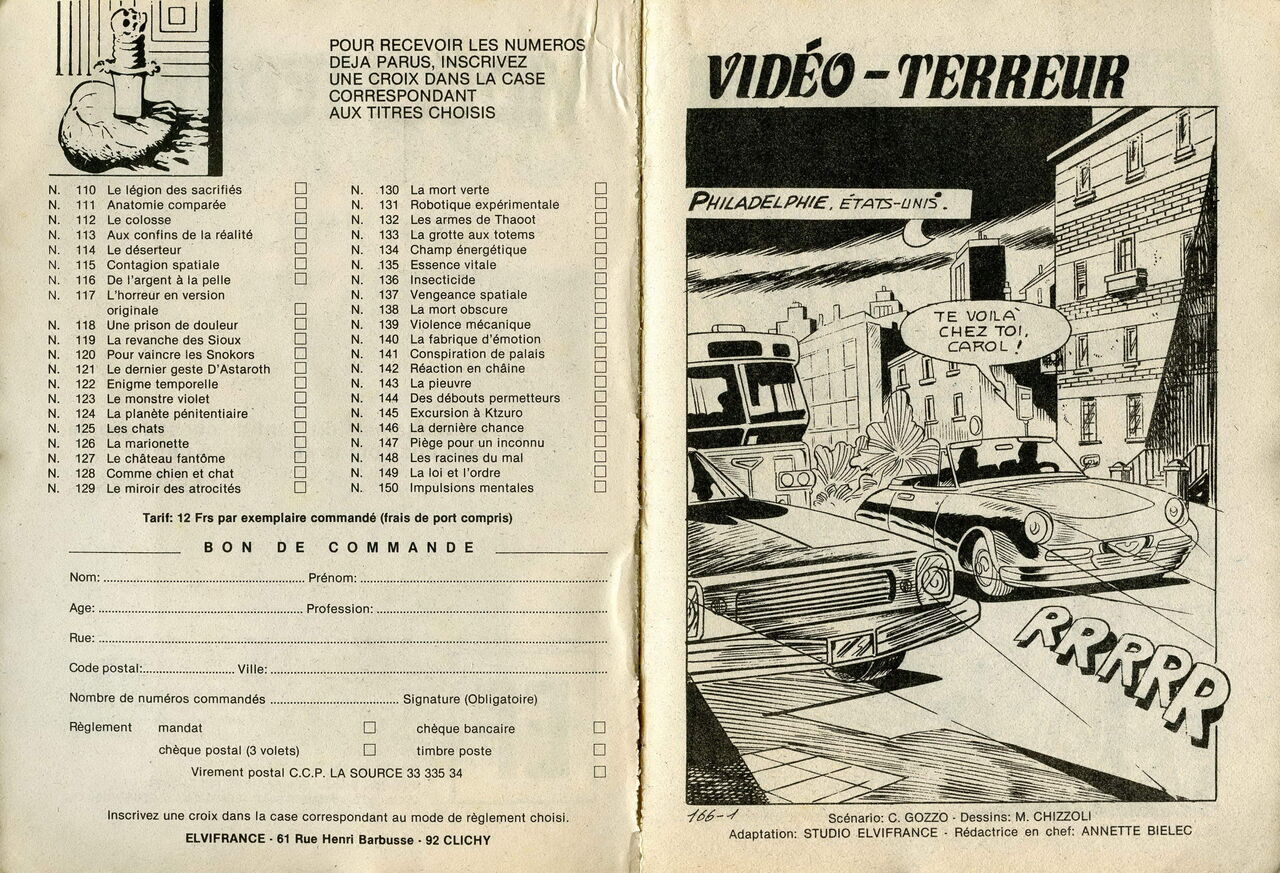 POUR RECEVOIR LES NUMEROS
DEJA PARUS, INSCRIVEZ
UNE CROIX DANS LA CASE
CORRESPONDANT
AUX TITRES CHOISIS
N. 110 Le légion des sacrifiés
N. 111 Anatomie comparée
N. 112 Le colosse
N. 113 Aux confins de la réalité
N. 114 Le déserteur
N. 115 Contagion spatiale
N. 116 De l'argent à la pelle
N. 117 L'horreur en version
originale
N. 118 Une prison de douleur
N. 119 La revanche des Sioux
N. 120 Pour vaincre les Snokors
N. 121 Le dernier geste D'Astaroth
N. 122 Enigme temporelle
N. 123 Le monstre violet
N. 124 La planète pénitentiaire
N. 125 Les chats
N. 126 La marionette
N. 127 Le château fantôme
N. 128 Comme chien et chat
N. 129 Le miroir des atrocités
N. 130 La mort verte
N. 131 Robotique expérimentale
N. 132 Les armes de Thaoot
N. 133 La grotte aux totems
N. 134 Champ énergétique
N. 135 Essence vitale
N. 136 Insecticide
N. 137 Vengeance spatiale
N. 138 La mort obscure
N. 139 Violence mécanique
N. 140 La fabrique d'émotion
N. 141 Conspiration de palais
N. 142 Réaction en châine
N. 143 La pieuvre
N. 144 Des débouts permetteurs
N. 145 Excursion à Ktzuro
N. 146 La dernière chance
N. 147 Piège pour un inconnu
N. 148 Les racines du mal
N. 149 La loi et l'ordre
N. 150 Impulsions mentales
Tarif: 12 Frs par exemplaire commandé (frais de port compris)
BON DE COMMANDE
Nom: Prénom:
Age: Profession:
Rue:
Code postal: Ville:
Nombre de numéros commandés Signature (Obligatoire)
Règlement mandat chèque bancaire
chèque postal (3 volets) timbre poste
Virement postal C.C.P. LA SOURCE 33 335 34
Inscrivez une croix dans la case correspondant au mode de règlement choisi.
ELVIFRANCE - 61 Rue Henri Barbusse - 92 CLICHY
VIDÉO - TERREUR
PHILADELPHIE, ÉTATS-UNIS.
TE VOILÀ
CHEZ TOI,
CAROL!
RRRRR
166-1
Scénario: C. GOZZO - Dessins: M. CHIZZOLI
Adaptation: STUDIO ELVIFRANCE - Rédactrice en chef: ANNETTE BIELEC